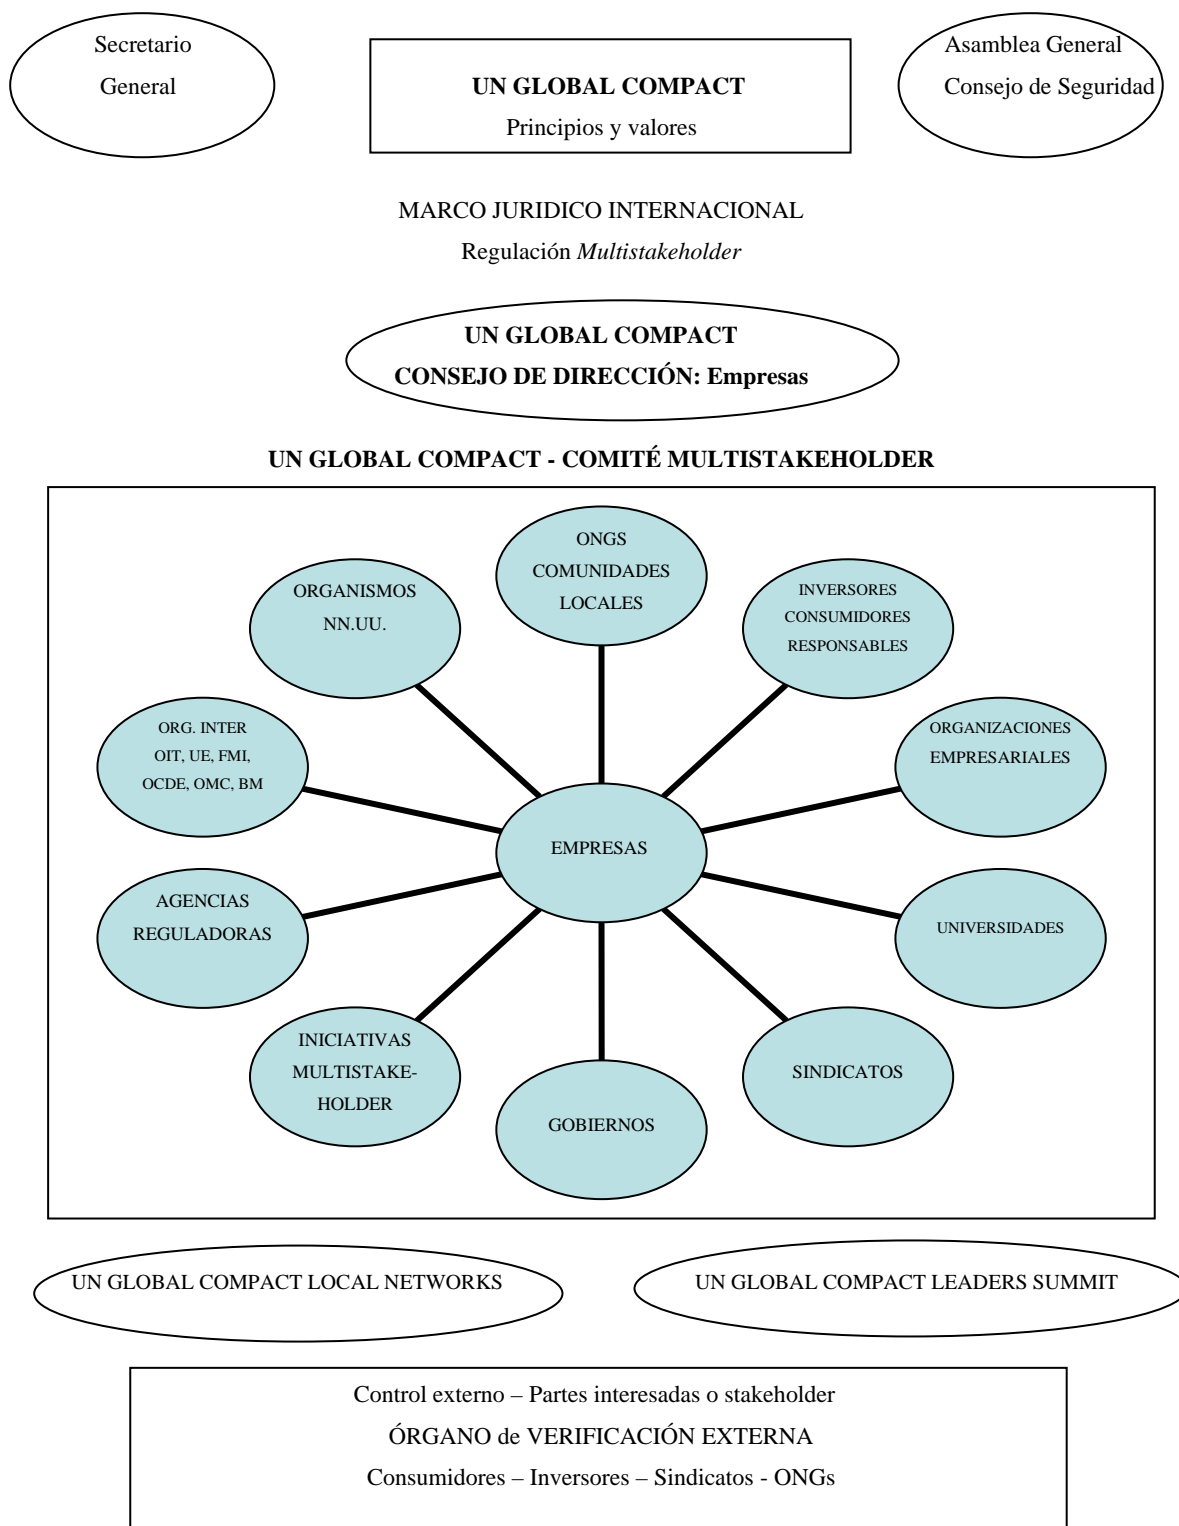 Secretario
General
UN GLOBAL COMPACT
Principios y valores
Asamblea General
Consejo de Seguridad
MARCO JURIDICO INTERNACIONAL
Regulación Multistakeholder
UN GLOBAL COMPACT
CONSEJO DE DIRECCIÓN: Empresas
UN GLOBAL COMPACT - COMITÉ MULTISTAKEHOLDER
ONGS
COMUNIDADES
LOCALES
ORGANISMOS
NN.UU.
INVERSORES
CONSUMIDORES
RESPONSABLES
ORG. INTER
OIT, UE, FMI,
OCDE, OMC, BM
ORGANIZACIONES
EMPRESARIALES
EMPRESAS
AGENCIAS
REGULADORAS
UNIVERSIDADES
INICIATIVAS
MULTISTAKE-
HOLDER
SINDICATOS
GOBIERNOS
UN GLOBAL COMPACT LOCAL NETWORKS
UN GLOBAL COMPACT LEADERS SUMMIT
Control externo – Partes interesadas o stakeholder
ÓRGANO de VERIFICACIÓN EXTERNA
Consumidores – Inversores – Sindicatos - ONGs